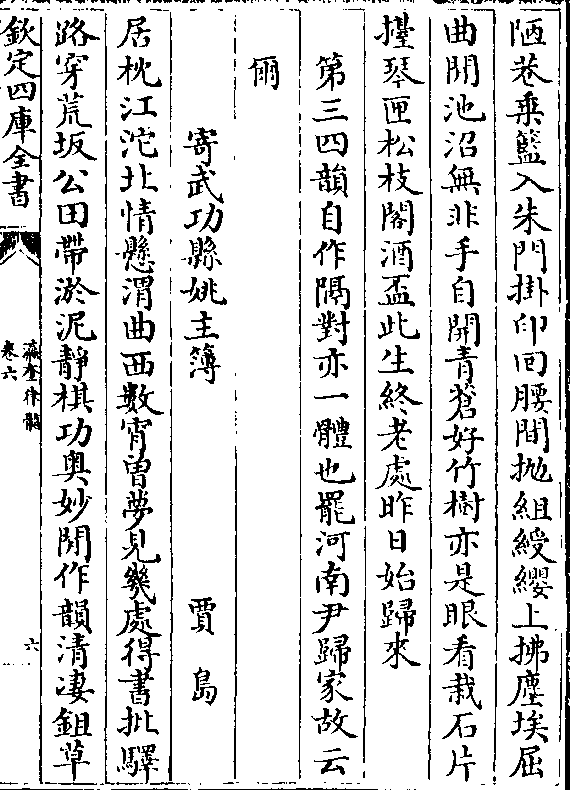 陋巷乗籃入朱門掛印回腰間抛組綬纓上拂塵埃屈
曲開池沼無非手自開青蒼好竹樹亦是眼看栽石片
擡琴匣松枝閣酒盃此生終老處昨日始歸來
第三四韻自作隔對亦一體也罷河南尹歸家故云
爾
寄武功縣姚主簿　賈島
居枕江沱北情懸渭曲西數宵曽夢見幾處得書批驛
路穿荒坂公田帶淤泥靜棋功奥妙閒作韻清凄鉏草
欽定四庫全書
瀛奎律髓
卷六
六